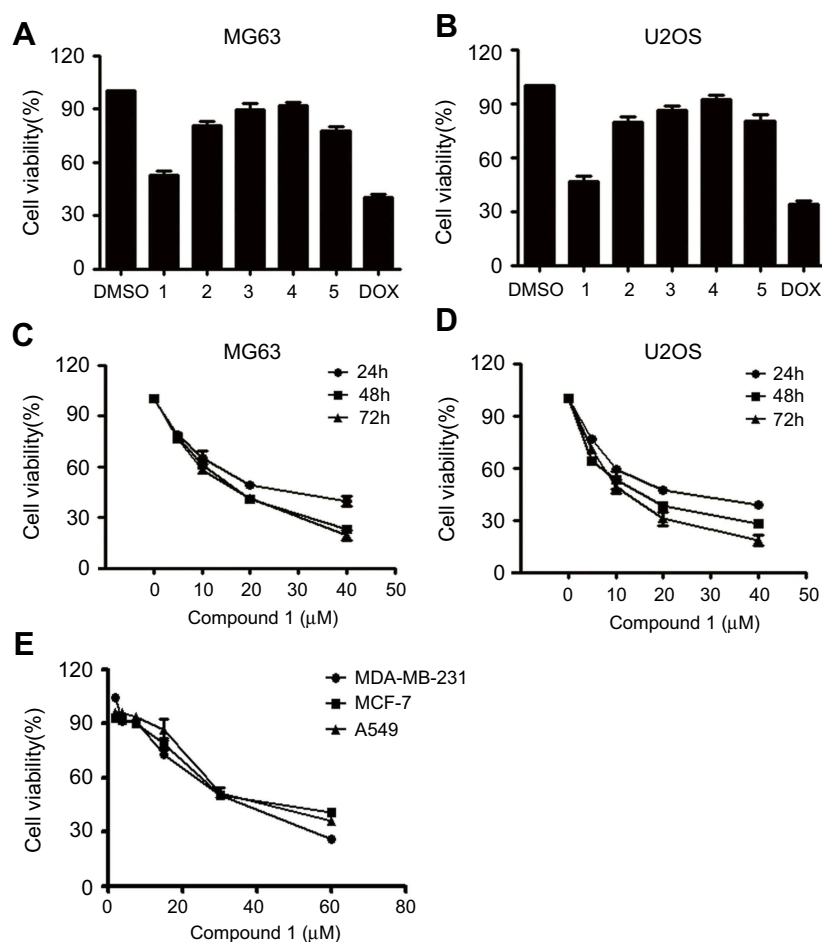 A
MG63
Cell viability(%)
120
90
60
30
0
DMSO 1 2 3 4 5 DOX
B
U2OS
Cell viability(%)
120
90
60
30
0
DMSO 1 2 3 4 5 DOX
C
MG63
Cell viability(%)
120
90
60
30
0
24h
48h
72h
0 10 20 30 40 50
Compound 1 (μM)
D
U2OS
Cell viability(%)
120
90
60
30
0
24h
48h
72h
0 10 20 30 40 50
Compound 1 (μM)
E
Cell viability(%)
120
90
60
30
0
MDA-MB-231
MCF-7
A549
0 20 40 60 80
Compound 1 (μM)